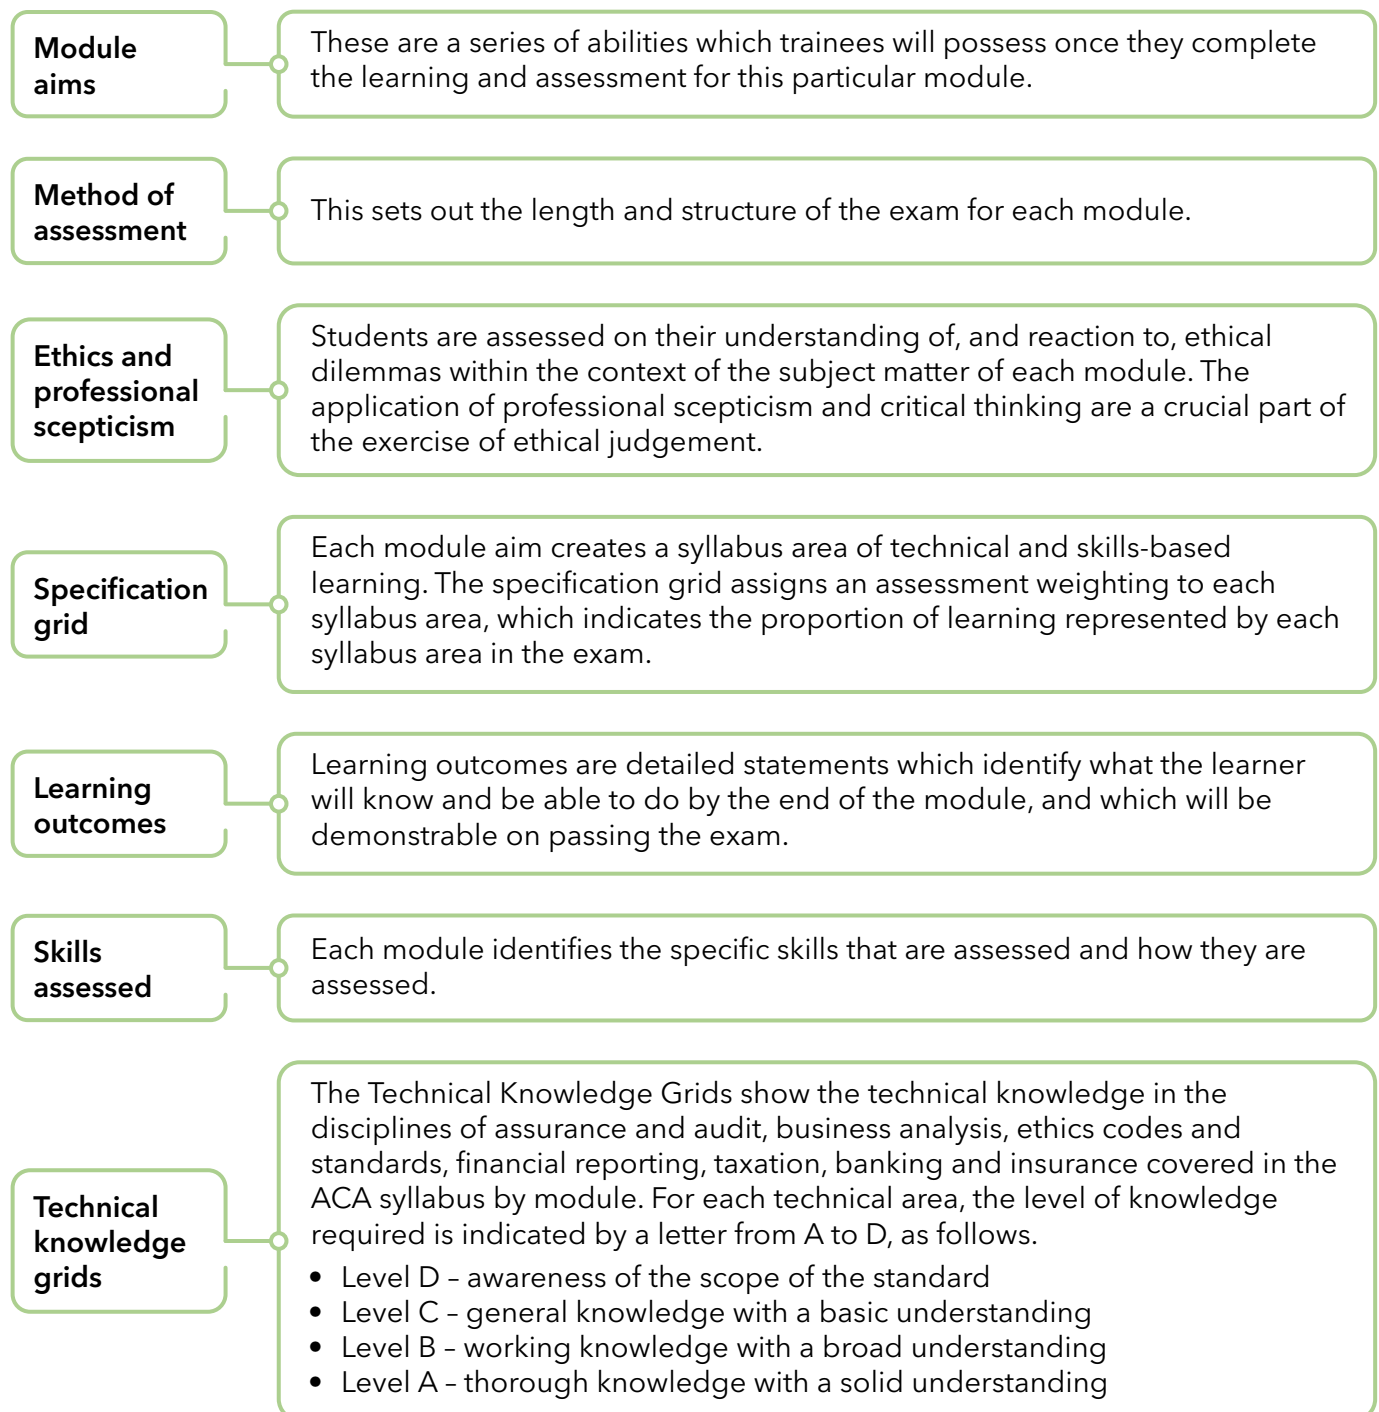 Module
aims
These are a series of abilities which trainees will possess once they complete
the learning and assessment for this particular module.
Method of
assessment
This sets out the length and structure of the exam for each module.
Ethics and
professional
scepticism
Students are assessed on their understanding of, and reaction to, ethical
dilemmas within the context of the subject matter of each module. The
application of professional scepticism and critical thinking are a crucial part of
the exercise of ethical judgement.
Specification
grid
Each module aim creates a syllabus area of technical and skills-based
learning. The specification grid assigns an assessment weighting to each
syllabus area, which indicates the proportion of learning represented by each
syllabus area in the exam.
Learning
outcomes
Learning outcomes are detailed statements which identify what the learner
will know and be able to do by the end of the module, and which will be
demonstrable on passing the exam.
Skills
assessed
Each module identifies the specific skills that are assessed and how they are
assessed.
Technical
knowledge
grids
The Technical Knowledge Grids show the technical knowledge in the
disciplines of assurance and audit, business analysis, ethics codes and
standards, financial reporting, taxation, banking and insurance covered in the
ACA syllabus by module. For each technical area, the level of knowledge
required is indicated by a letter from A to D, as follows.
• Level D – awareness of the scope of the standard
• Level C – general knowledge with a basic understanding
• Level B – working knowledge with a broad understanding
• Level A – thorough knowledge with a solid understanding